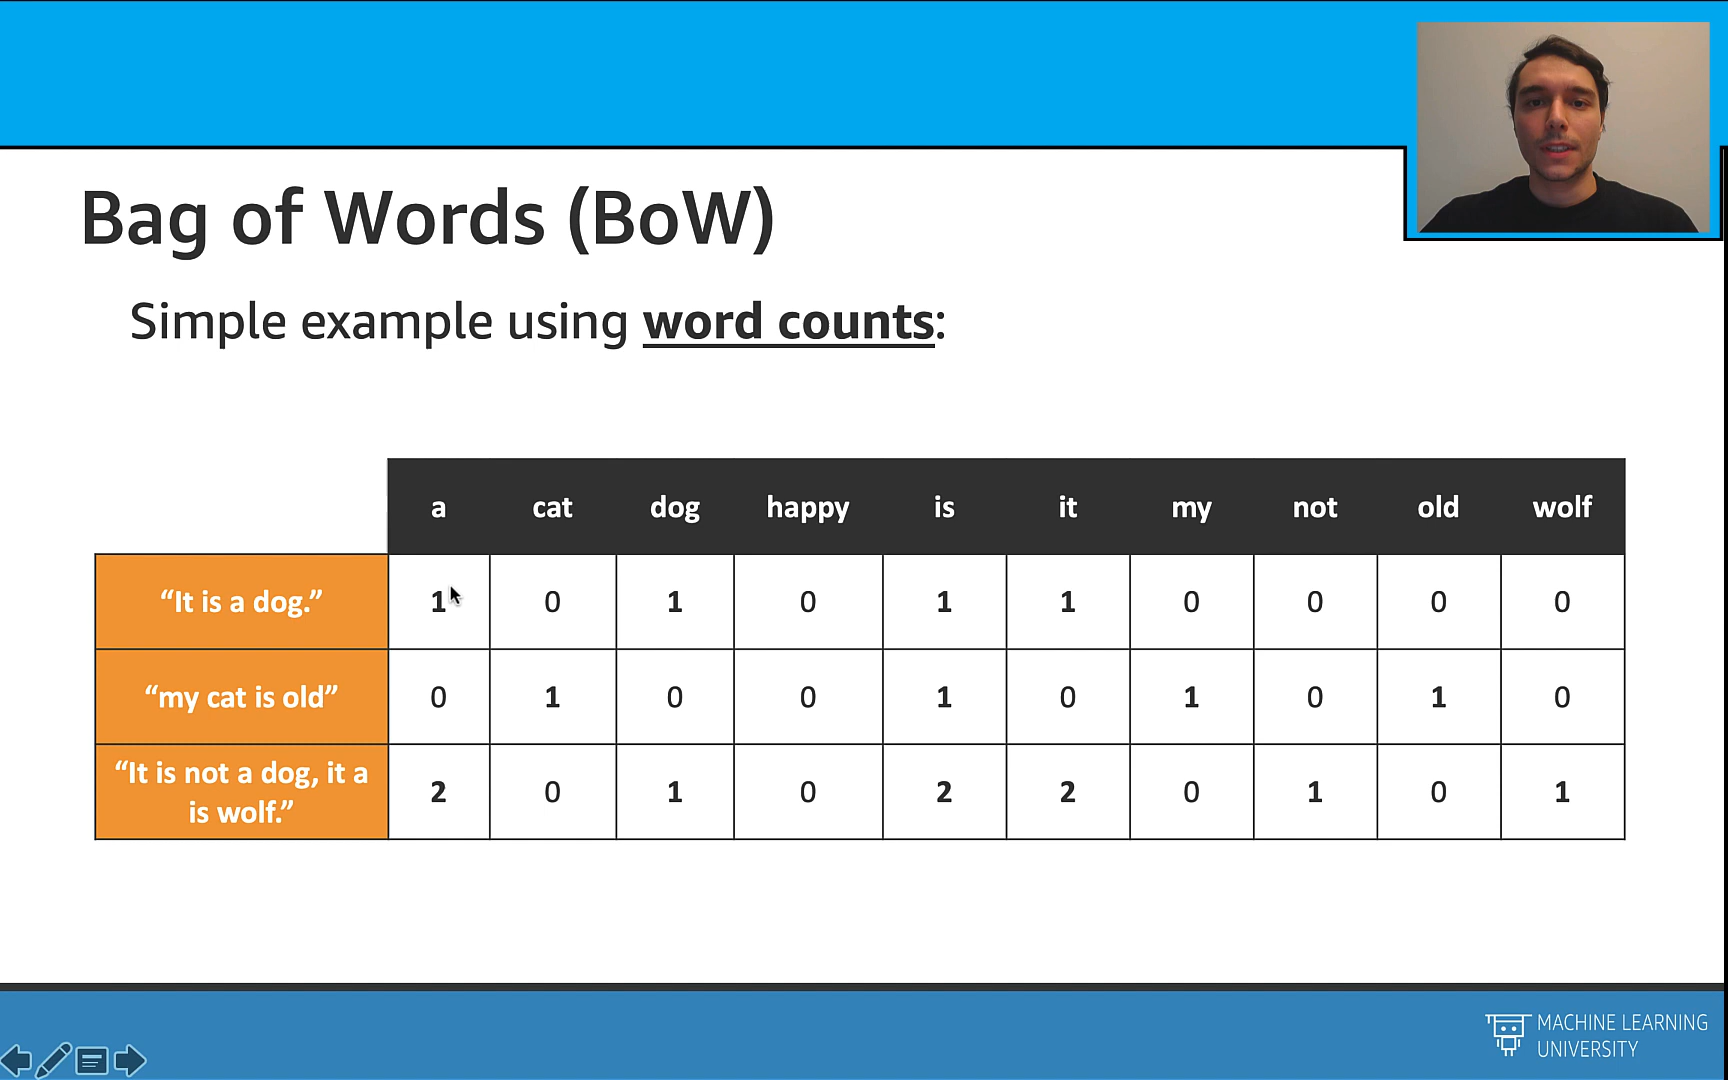 Bag of Words (BoW)
Simple example using word counts:
a cat dog happy is it my not old wolf
“It is a dog.” 1 0 1 0 1 1 0 0 0 0
“my cat is old” 0 1 0 0 1 0 1 0 1 0
“It is not a dog, it a
is wolf.” 2 0 1 0 2 2 0 1 0 1
MACHINE LEARNING
UNIVERSITY